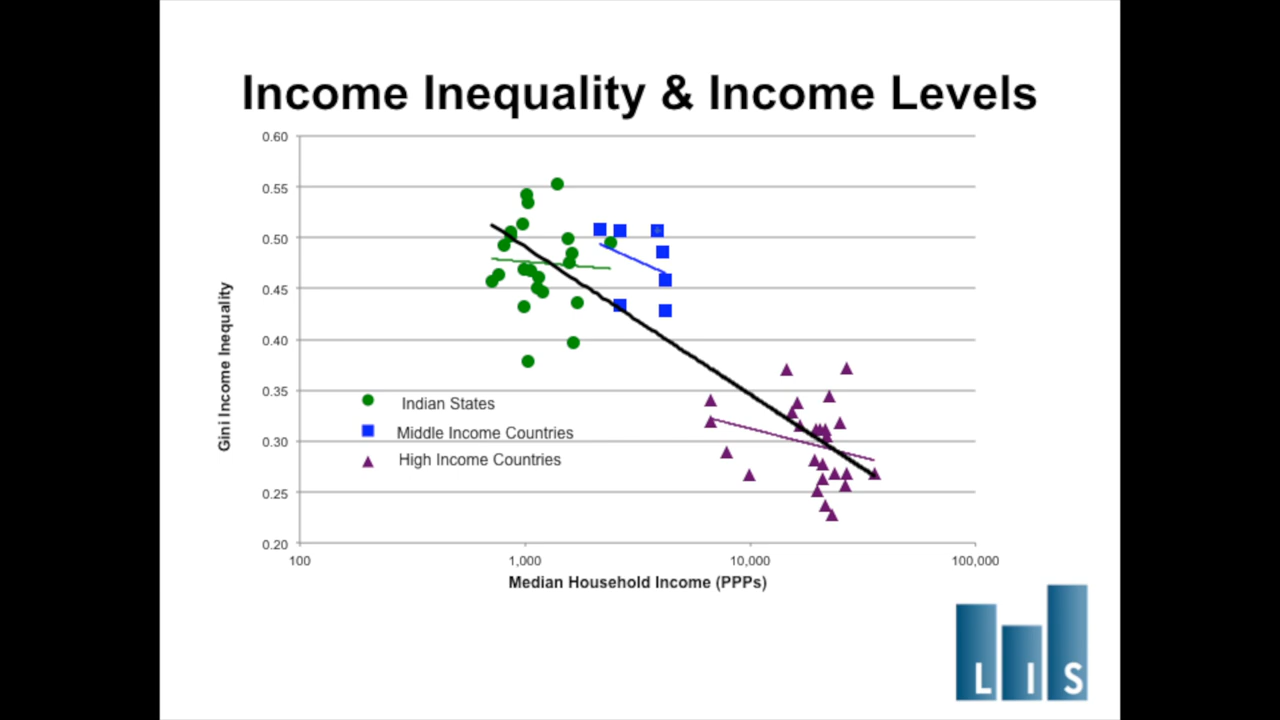 Income Inequality & Income Levels
0.60
0.55
0.50
0.45
0.40
0.35
0.30
0.25
0.20
Gini Income Inequality
Indian States
Middle Income Countries
High Income Countries
100
1,000
10,000
100,000
Median Household Income (PPPs)
LIS